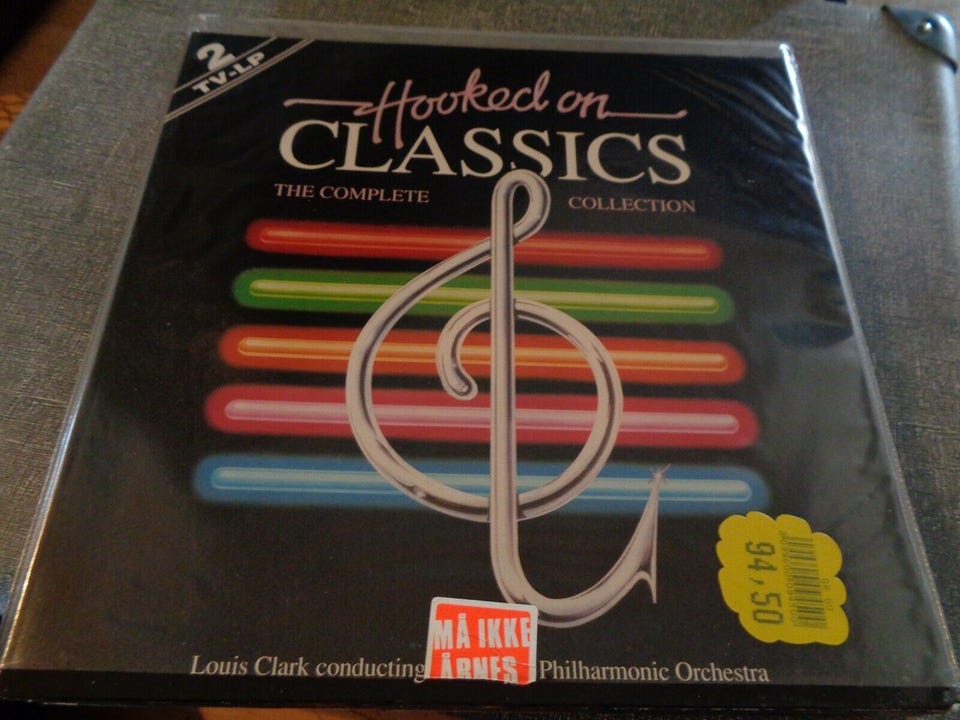 2
TV-LP
Hooked on
CLASSICS
THE COMPLETE COLLECTION
94,50
MÅ IKKE
ÅRNES
Louis Clark conducting Philharmonic Orchestra